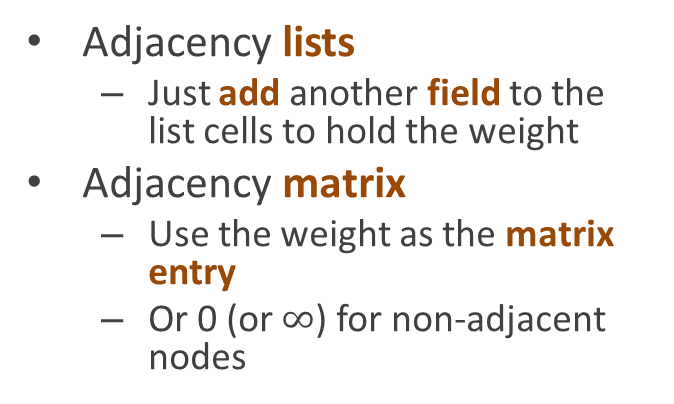 • Adjacency lists
– Just add another field to the
list cells to hold the weight
• Adjacency matrix
– Use the weight as the matrix
entry
– Or 0 (or ∞) for non-adjacent
nodes